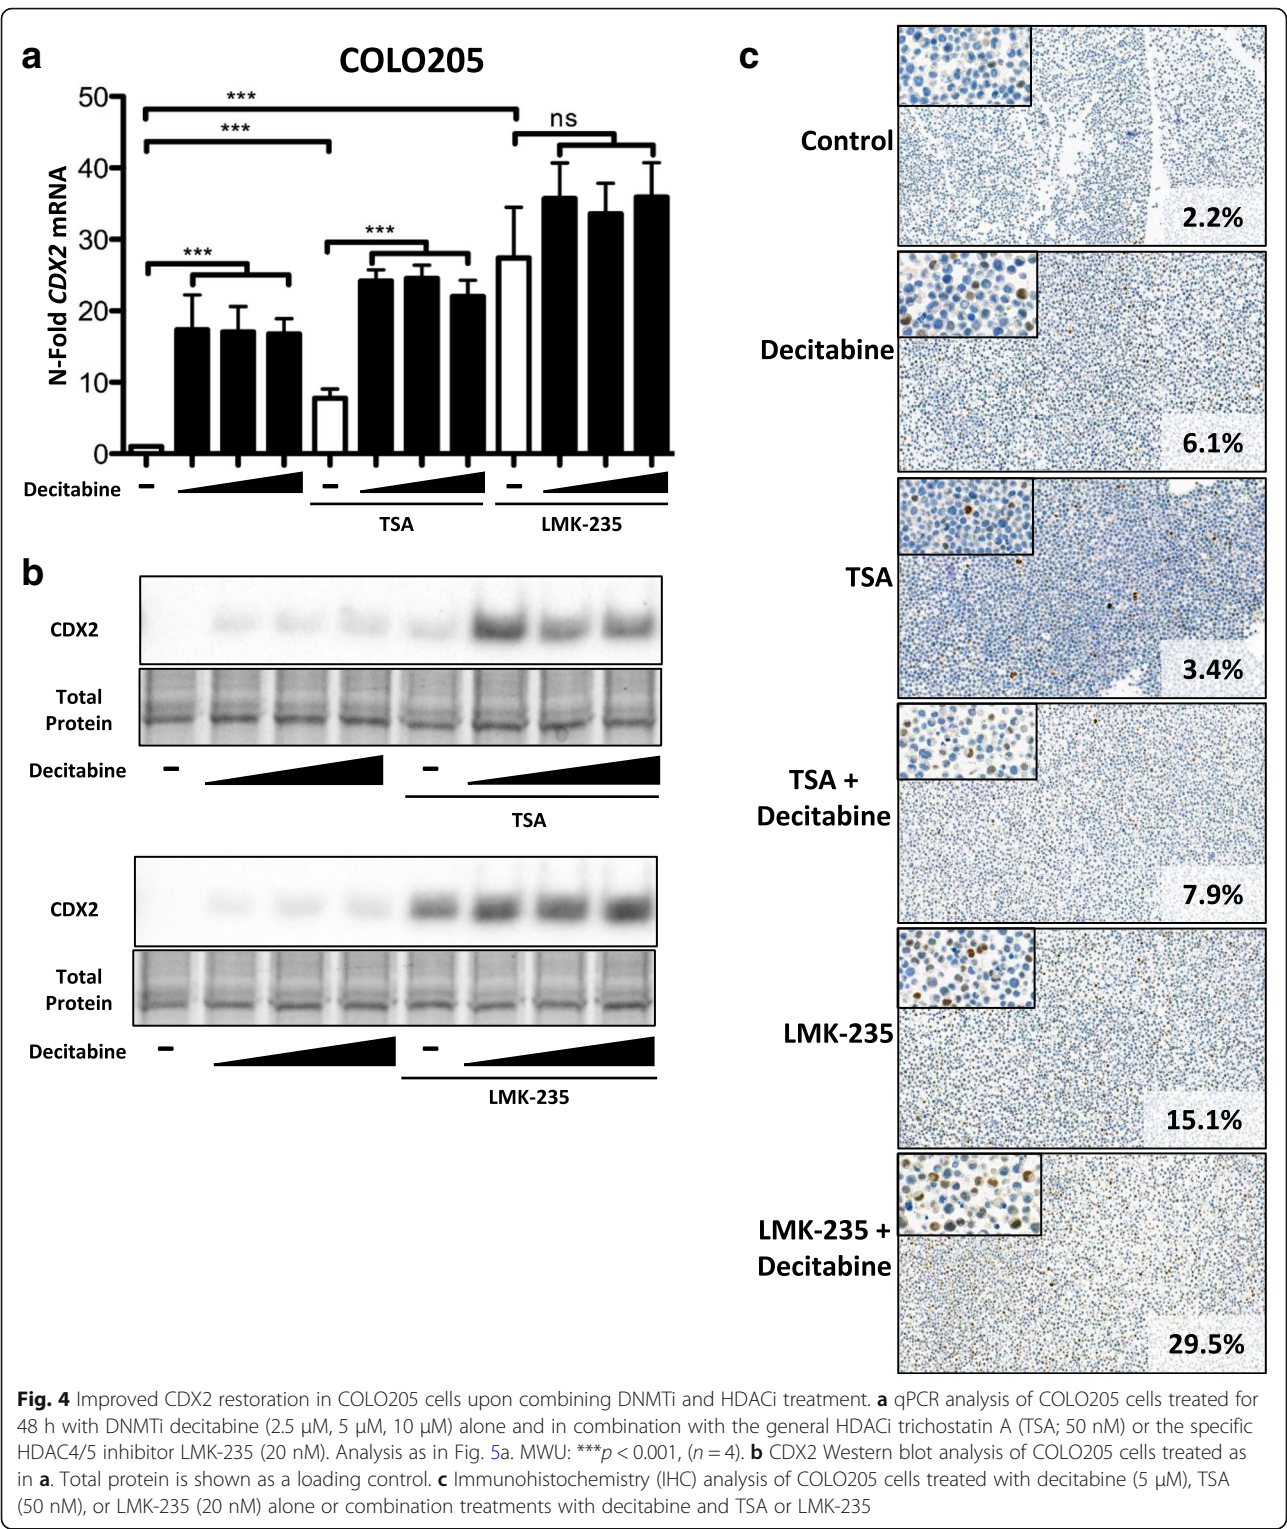 a
COLO205
N-Fold CDX2 mRNA
50
40
30
20
10
0
***
***
***
***
ns
Decitabine
–
–
–
TSA
LMK-235
b
CDX2
Total
Protein
Decitabine
–
–
TSA
CDX2
Total
Protein
Decitabine
–
–
LMK-235
c
Control
2.2%
Decitabine
6.1%
TSA
3.4%
TSA +
Decitabine
7.9%
LMK-235
15.1%
LMK-235 +
Decitabine
29.5%
Fig. 4 Improved CDX2 restoration in COLO205 cells upon combining DNMTi and HDACi treatment. a qPCR analysis of COLO205 cells treated for
48 h with DNMTi decitabine (2.5 μM, 5 μM, 10 μM) alone and in combination with the general HDACi trichostatin A (TSA; 50 nM) or the specific
HDAC4/5 inhibitor LMK-235 (20 nM). Analysis as in Fig. 5a. MWU: ***p < 0.001, (n = 4). b CDX2 Western blot analysis of COLO205 cells treated as
in a. Total protein is shown as a loading control. c Immunohistochemistry (IHC) analysis of COLO205 cells treated with decitabine (5 μM), TSA
(50 nM), or LMK-235 (20 nM) alone or combination treatments with decitabine and TSA or LMK-235